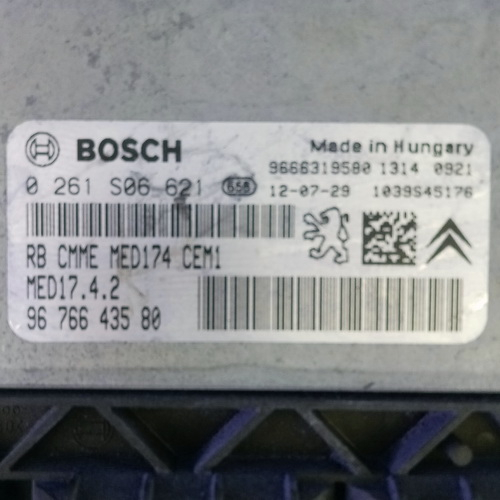 BOSCH
Made in Hungary
9666319580 1314 0921
0 261 S06 621 658 12-07-29 1039S45176
RB CMME MED174 CEM1
MED17.4.2
96 766 435 80